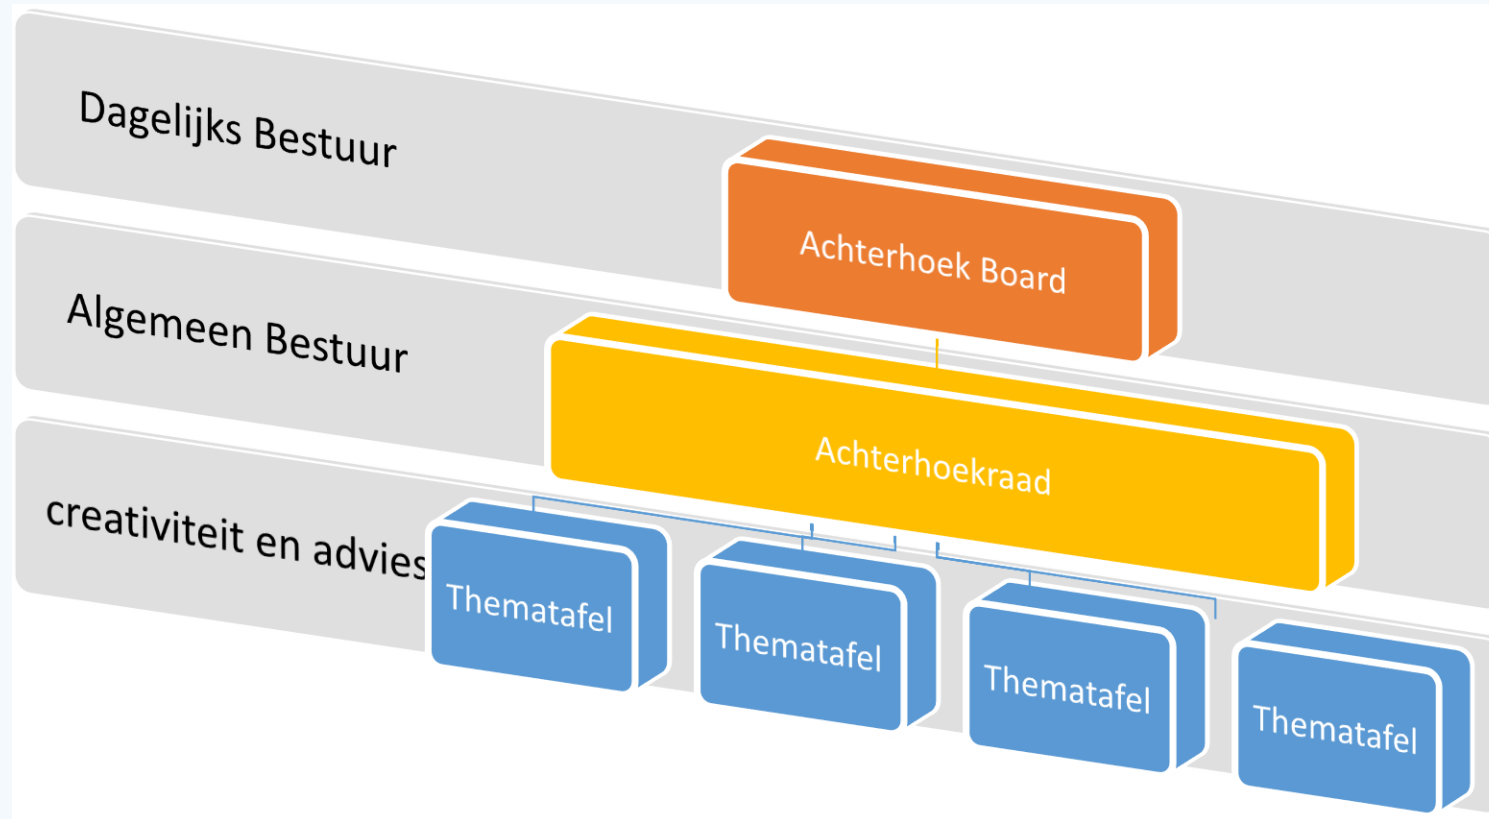 Dagelijks Bestuur
Achterhoek Board
Algemeen Bestuur
Achterhoekraad
creativiteit en advies
Thematafel
Thematafel
Thematafel
Thematafel